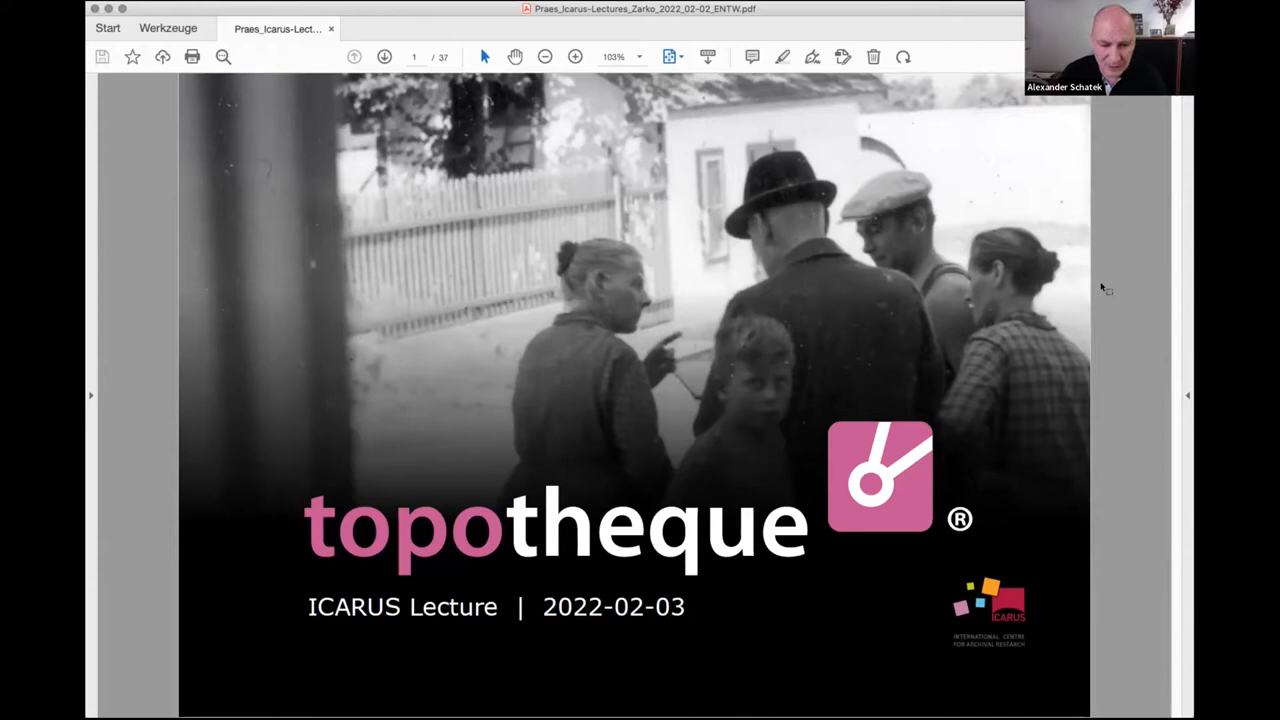 Praes_Icarus-Lectures_Zarko_2022_02-02_ENTW.pdf
Start
Werkzeuge
Praes_Icarus-Lect... ×
1 / 37
103%
Alexander Schatek
topotheque
®
ICARUS Lecture | 2022-02-03
ICARUS
INTERNATIONAL CENTRE
FOR ARCHIVAL RESEARCH